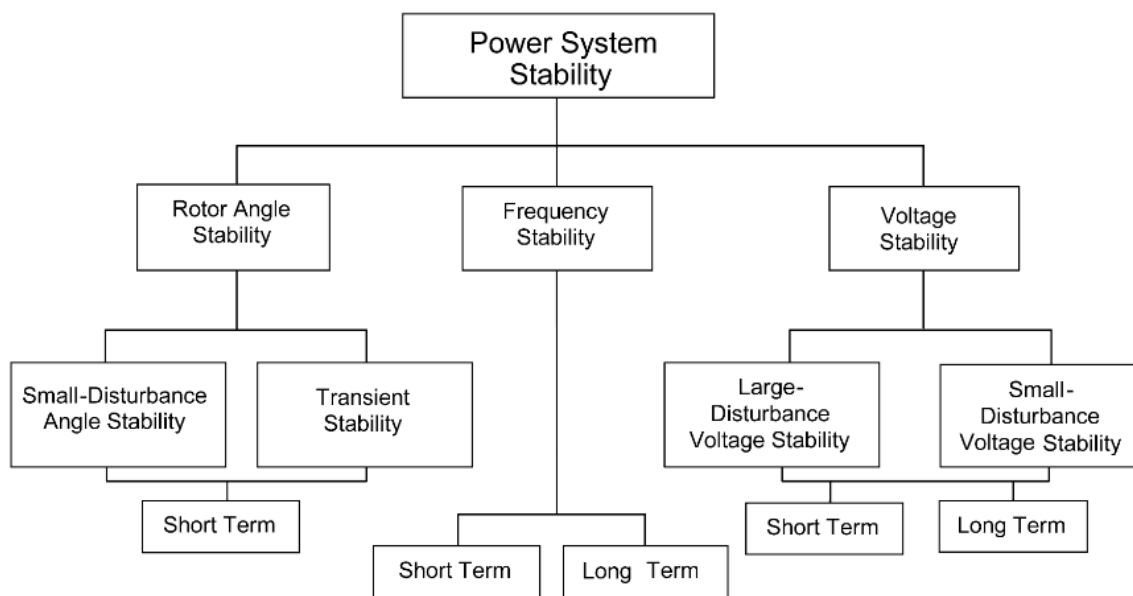 Power System
Stability
Rotor Angle
Stability
Frequency
Stability
Voltage
Stability
Small-Disturbance
Angle Stability
Transient
Stability
Large-
Disturbance
Voltage Stability
Small-
Disturbance
Voltage Stability
Short Term
Short Term
Long Term
Short Term
Long Term